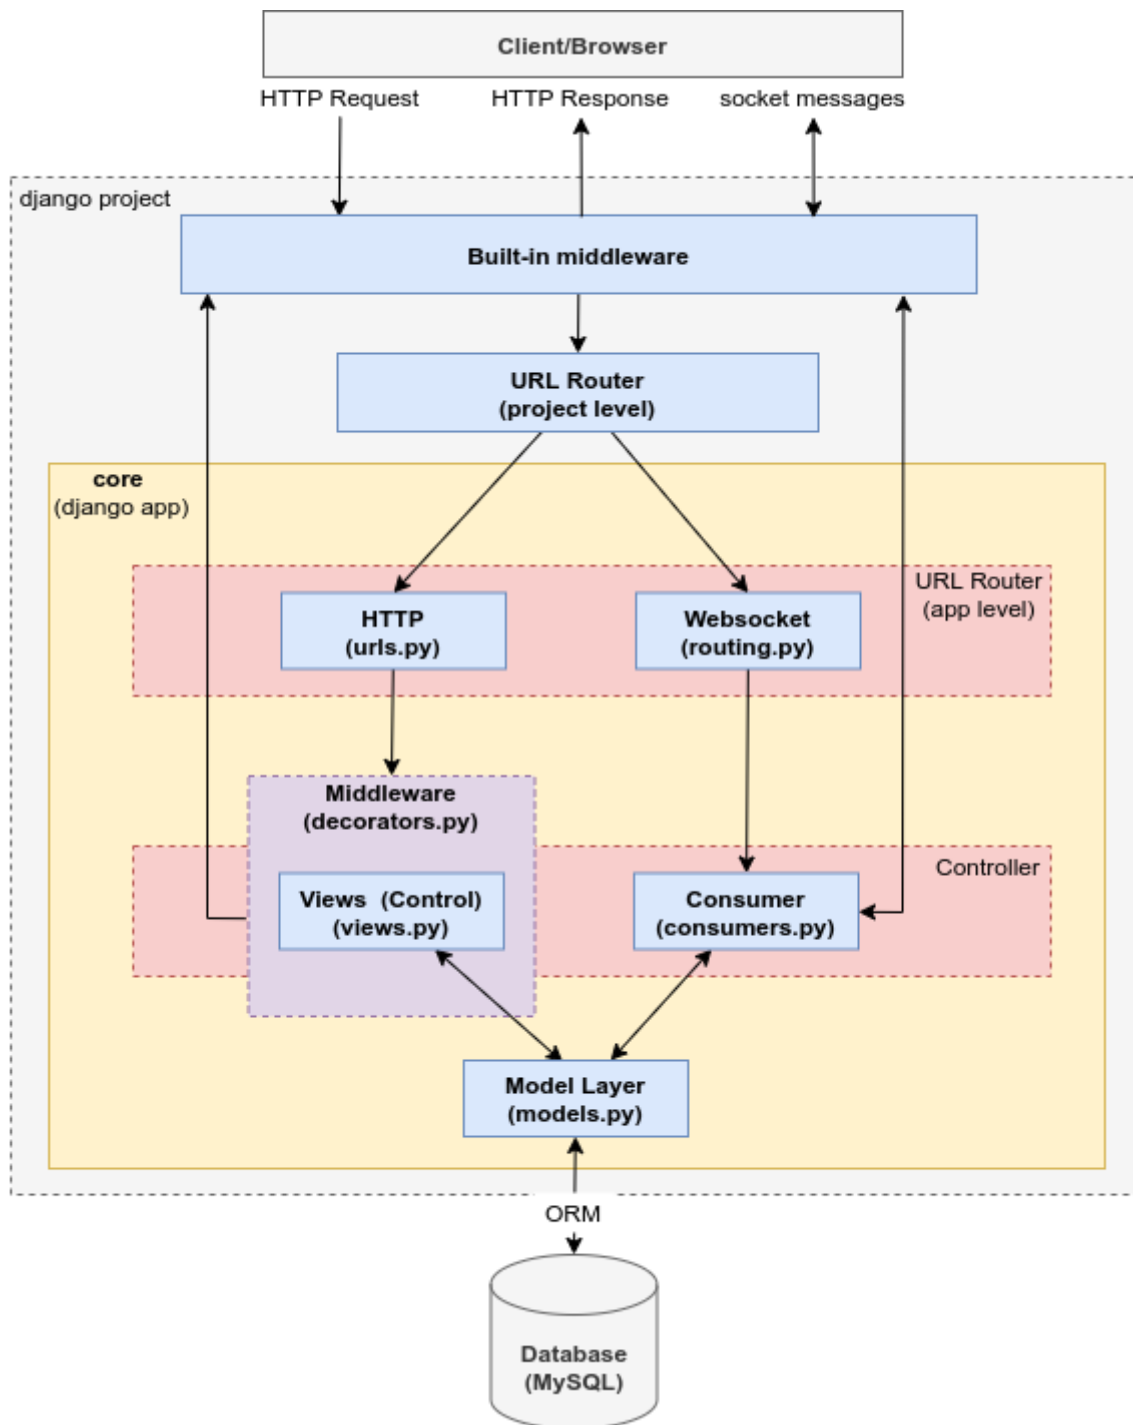 Client/Browser
HTTP Request
HTTP Response
socket messages
django project
Built-in middleware
URL Router
(project level)
core
(django app)
URL Router
(app level)
HTTP
(urls.py)
Websocket
(routing.py)
Middleware
(decorators.py)
Controller
Views (Control)
(views.py)
Consumer
(consumers.py)
Model Layer
(models.py)
ORM
Database
(MySQL)